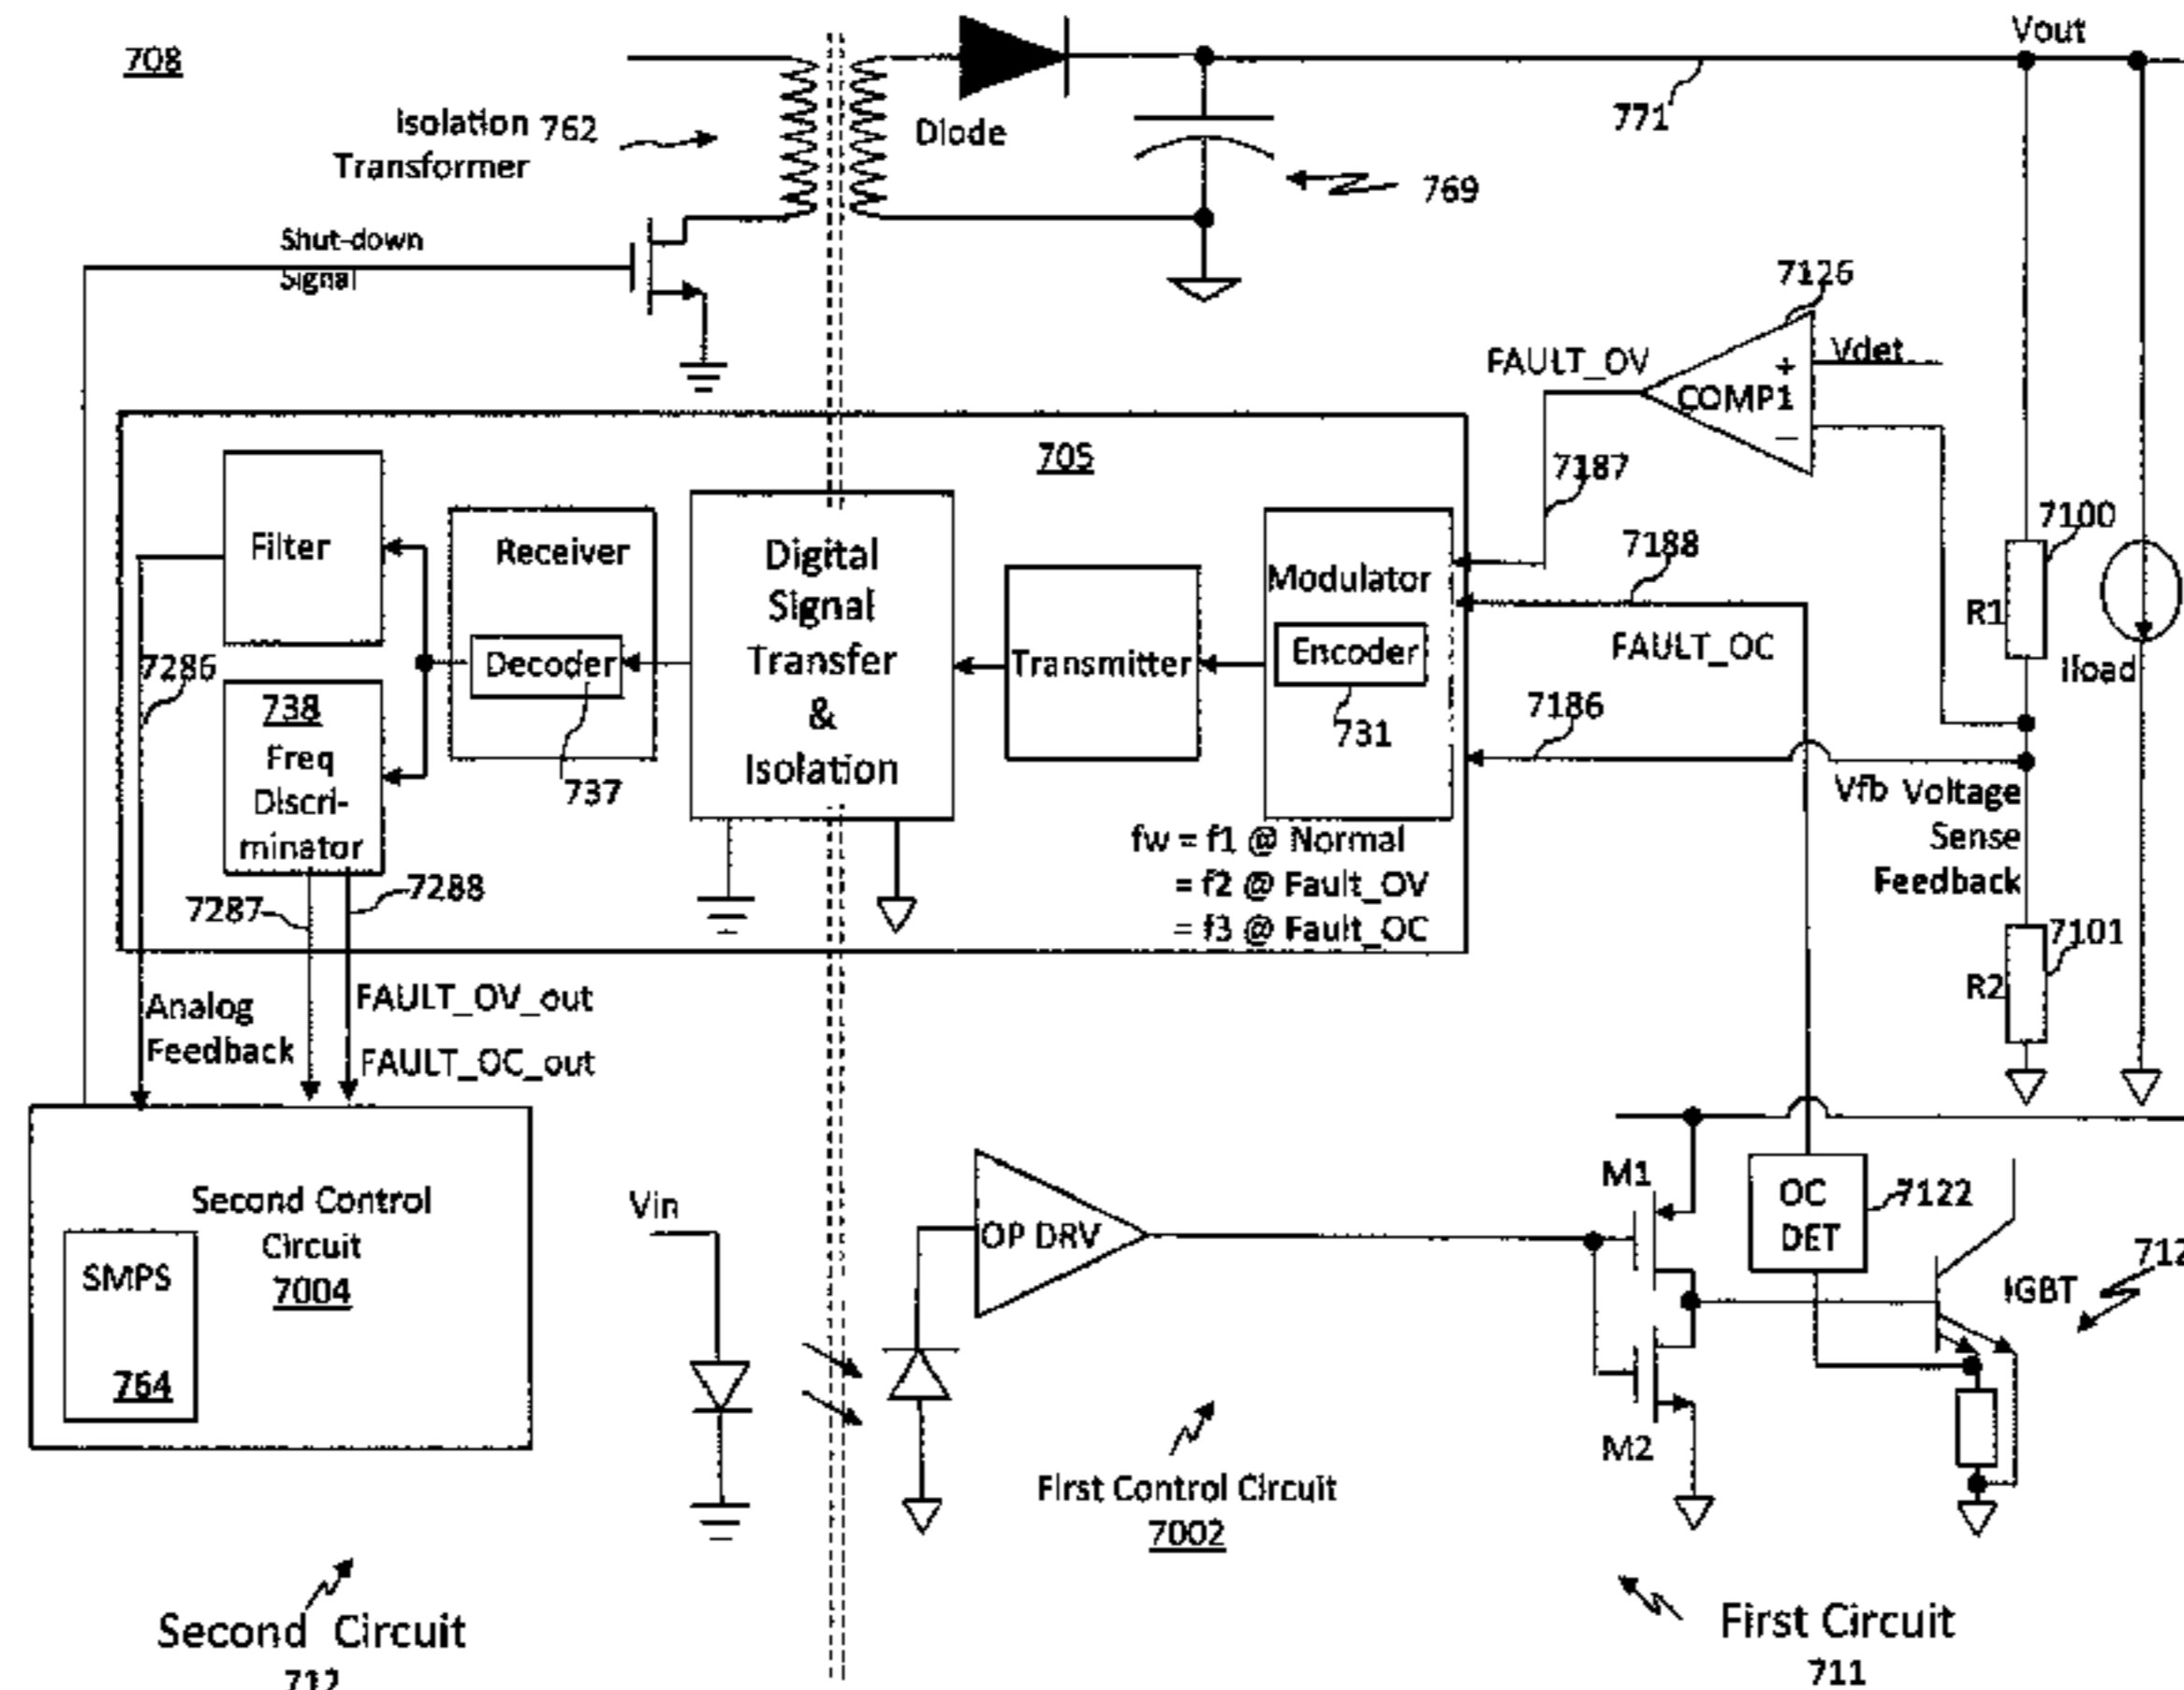 708
Vout
Isolation 762
Transformer
Diode
771
769
Shut-down
Signal
7126
Vdet
FAULT_OV
+
COMP1
−
705
7187
7100
7188
Filter
Receiver
Digital
Signal
Transfer
&
Isolation
Modulator
R1
FAULT_OC
Iload
Decoder
Transmitter
Encoder
7286
738
Freq
Discri-
minator
737
731
7186
Vfb Voltage
Sense
Feedback
fw = f1 @ Normal
= f2 @ Fault_OV
= f3 @ Fault_OC
7287
7288
7101
R2
Analog
Feedback
FAULT_OV_out
FAULT_OC_out
Second Control
Circuit
7004
SMPS
764
Vin
OP DRV
M1
OC
DET
7122
IGBT
712
M2
First Control Circuit
7002
Second Circuit
712
First Circuit
711